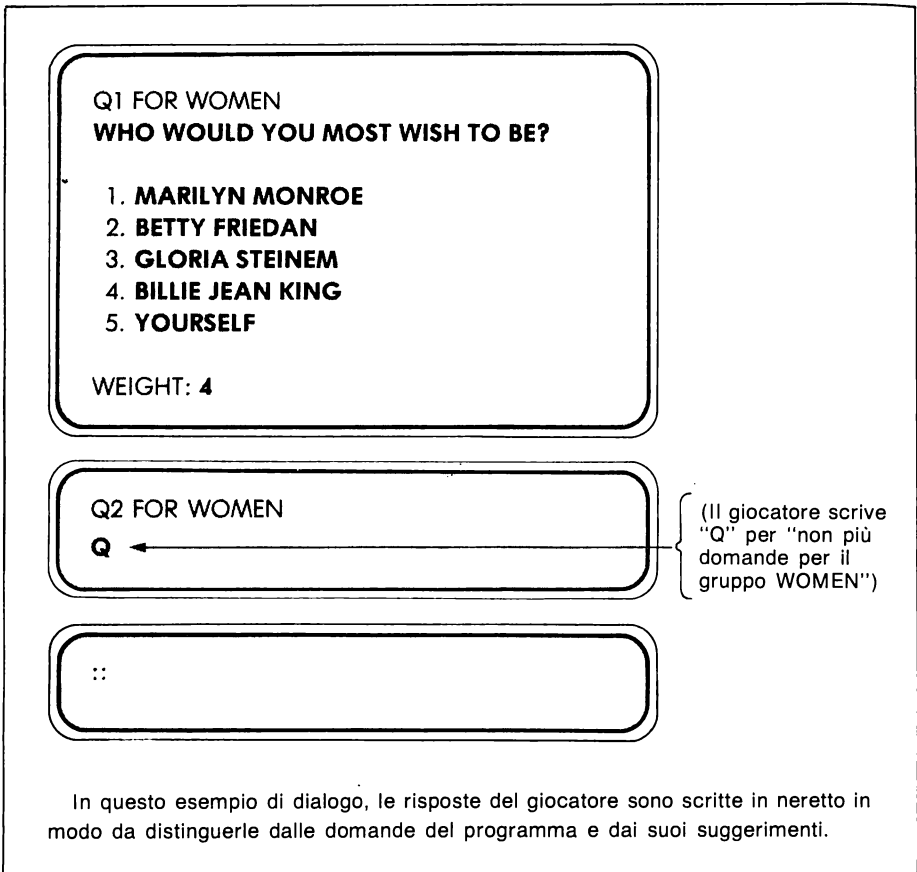 Q1 FOR WOMEN
WHO WOULD YOU MOST WISH TO BE?
1. MARILYN MONROE
2. BETTY FRIEDAN
3. GLORIA STEINEM
4. BILLIE JEAN KING
5. YOURSELF
WEIGHT: 4
Q2 FOR WOMEN
Q
(Il giocatore scrive
"Q" per "non più
domande per il
gruppo WOMEN")
::
In questo esempio di dialogo, le risposte del giocatore sono scritte in neretto in
modo da distinguerle dalle domande del programma e dai suoi suggerimenti.